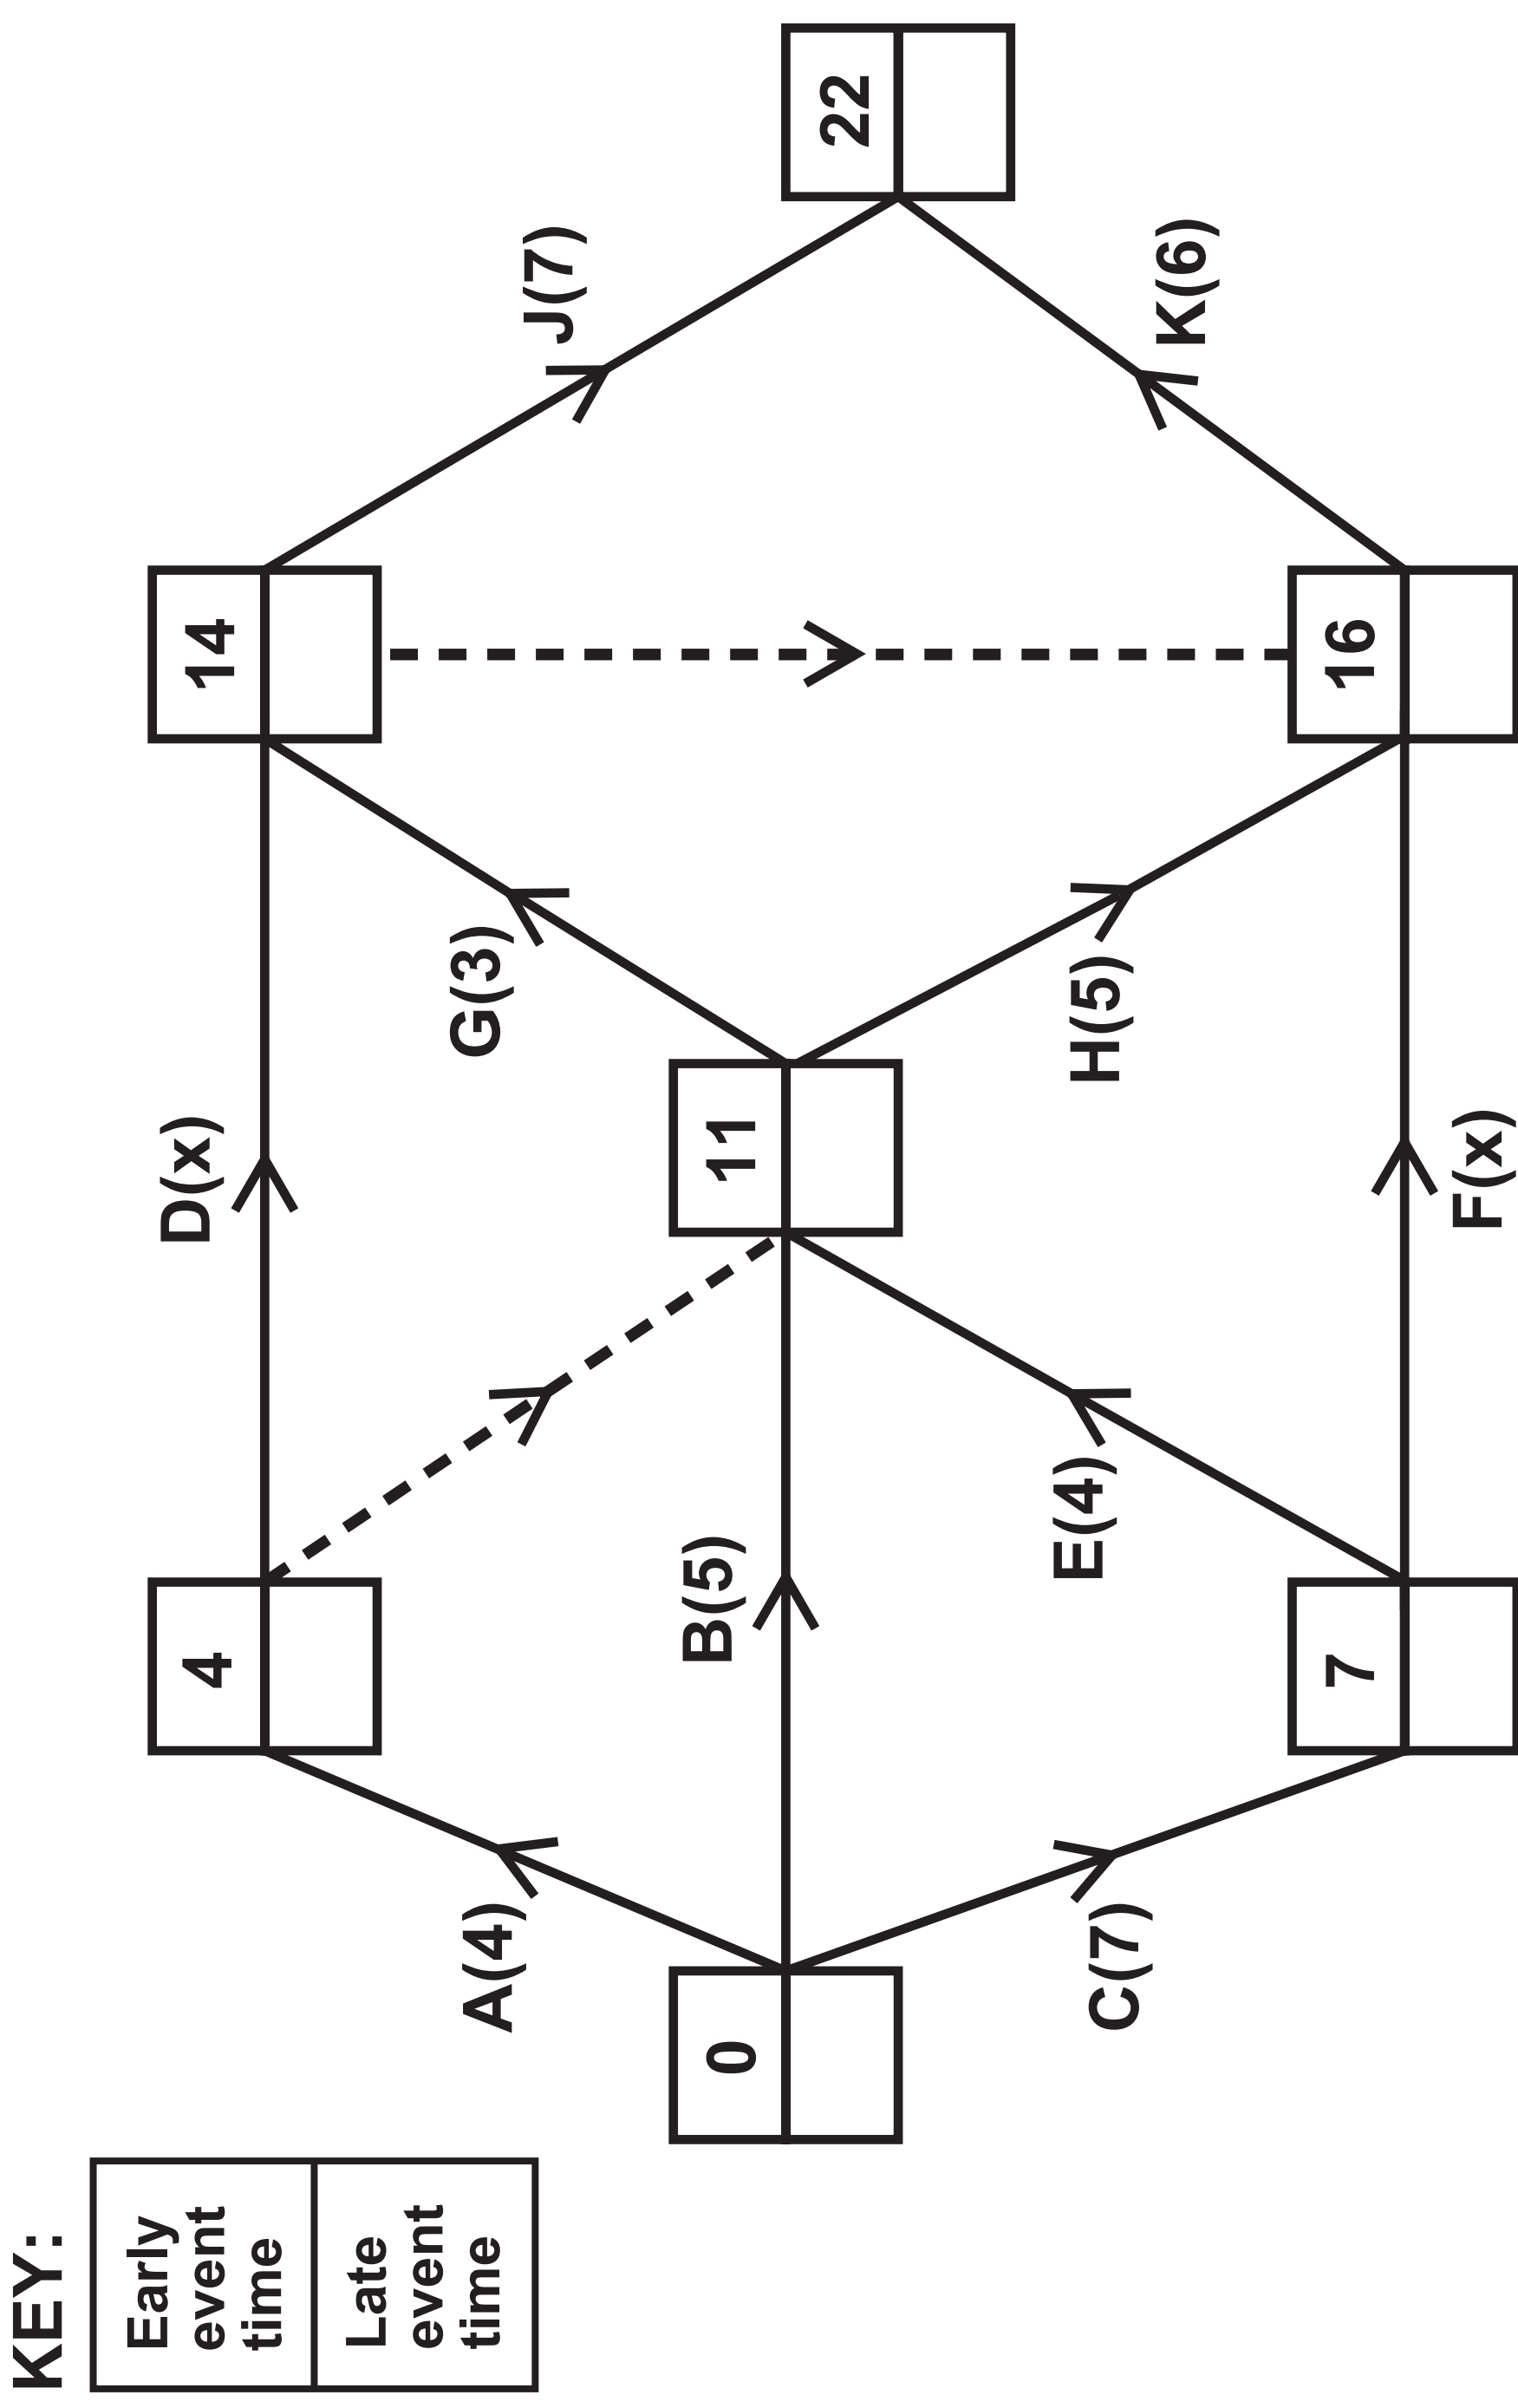 KEY:
Early
event
time
Late
event
time
0
A(4)
B(5)
C(7)
4
7
D(x)
E(4)
F(x)
11
G(3)
H(5)
14
16
J(7)
K(6)
22